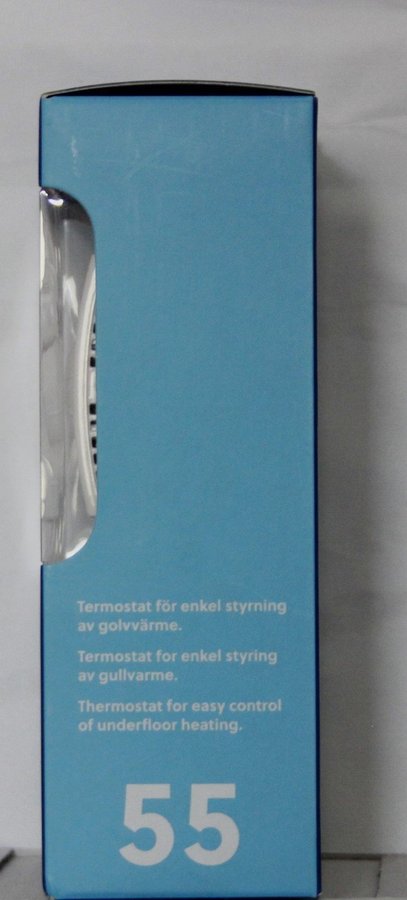 Termostat för enkel styrning
av golvvärme.
Termostat for enkel styring
av gullvarme.
Thermostat for easy control
of underfloor heating.
55